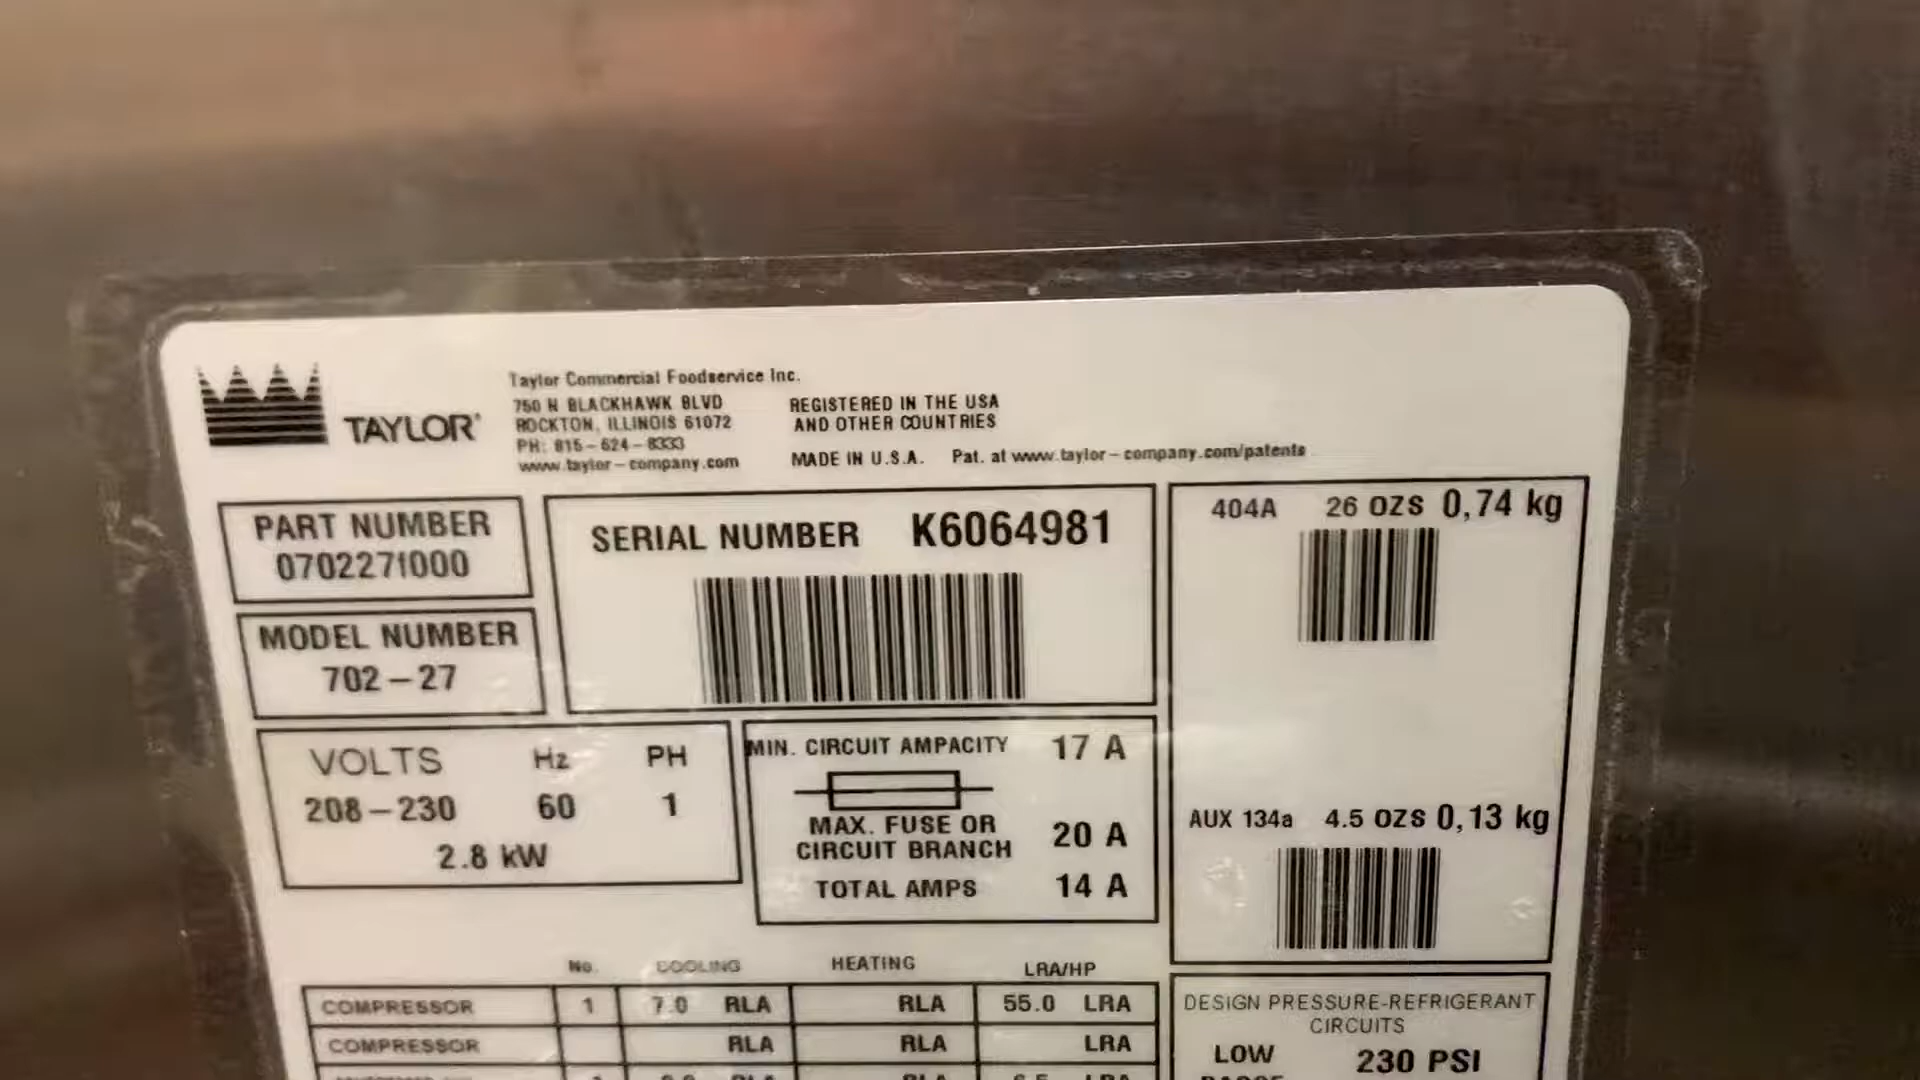 TAYLOR®
Taylor Commercial Foodservice Inc.
750 N BLACKHAWK BLVD
ROCKTON, ILLINOIS 61072
PH: 815-624-8333
www.taylor-company.com
REGISTERED IN THE USA
AND OTHER COUNTRIES
MADE IN U.S.A. Pat. at www.taylor-company.com/patents
PART NUMBER
0702271000
MODEL NUMBER
702-27
SERIAL NUMBER K6064981
404A 26 OZS 0,74 kg
AUX 134a 4.5 OZS 0,13 kg
VOLTS Hz PH
208-230 60 1
2.8 kW
MIN. CIRCUIT AMPACITY 17 A
MAX. FUSE OR
CIRCUIT BRANCH 20 A
TOTAL AMPS 14 A
No. COOLING HEATING LRA/HP
COMPRESSOR 1 7.0 RLA RLA 55.0 LRA
COMPRESSOR RLA RLA LRA
DESIGN PRESSURE-REFRIGERANT
CIRCUITS
LOW 230 PSI